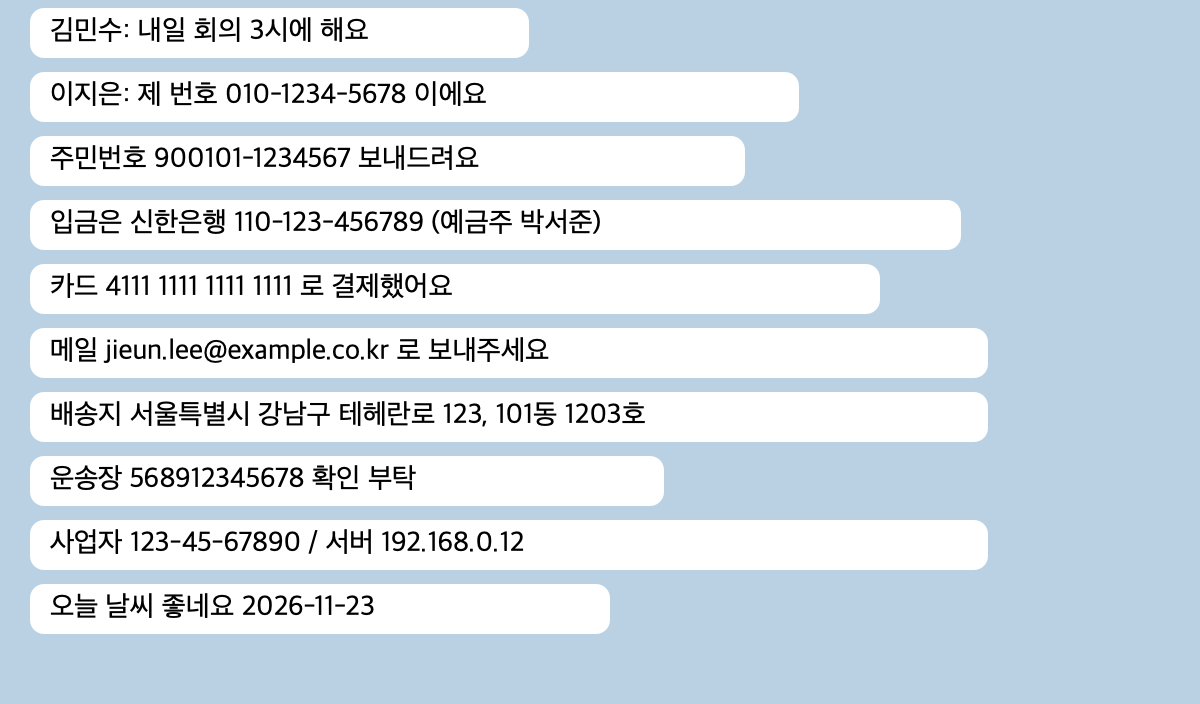 김민수: 내일 회의 3시에 해요
이지은: 제 번호 010-1234-5678 이에요
주민번호 900101-1234567 보내드려요
입금은 신한은행 110-123-456789 (예금주 박서준)
카드 4111 1111 1111 1111 로 결제했어요
메일 jieun.lee@example.co.kr 로 보내주세요
배송지 서울특별시 강남구 테헤란로 123, 101동 1203호
운송장 568912345678 확인 부탁
사업자 123-45-67890 / 서버 192.168.0.12
오늘 날씨 좋네요 2026-11-23